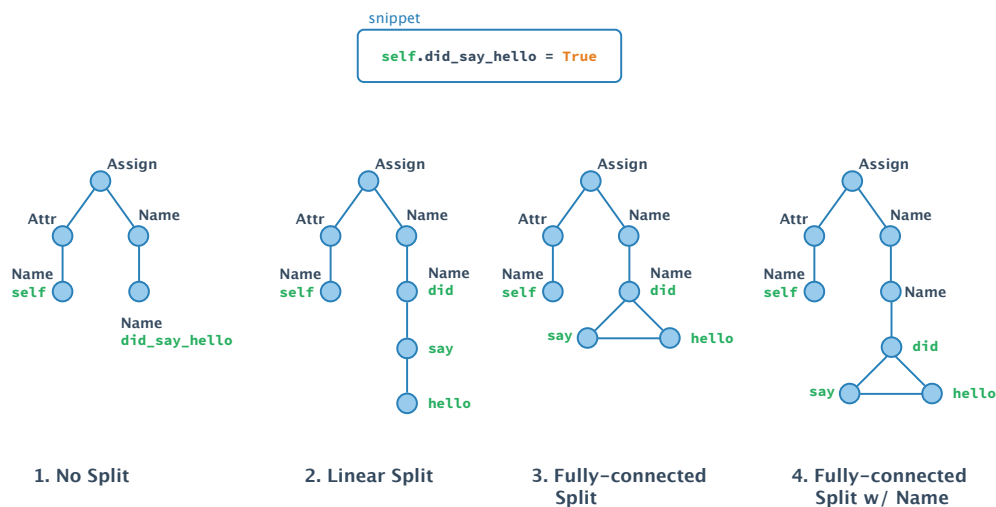 snippet
self.did_say_hello = True
Assign
Attr
Name
Name
self
Name
did_say_hello
1. No Split
Assign
Attr
Name
Name
self
Name
did
say
hello
2. Linear Split
Assign
Attr
Name
Name
self
Name
did
say
hello
3. Fully-connected
Split
Assign
Attr
Name
Name
self
Name
did
say
hello
4. Fully-connected
Split w/ Name